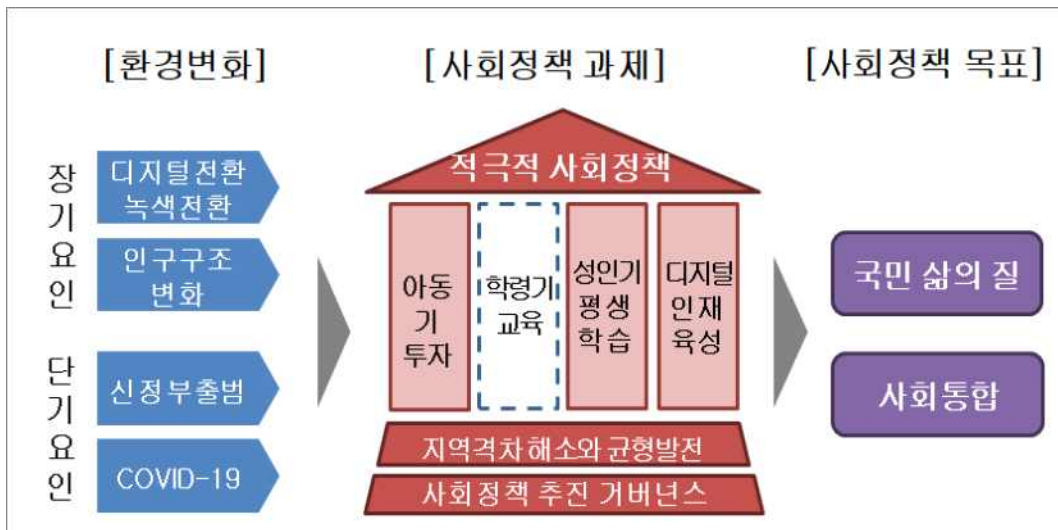 [환경변화]
[사회정책 과제]
[사회정책 목표]
장기요인
디지털전환
녹색전환
인구구조
변화
단기요인
신정부출범
COVID-19
적극적 사회정책
아동
기
투자
학령기
교육
성인기
평생
학습
디지털
인재
육성
지역격차해소와 균형발전
사회정책 추진 거버넌스
국민 삶의 질
사회통합